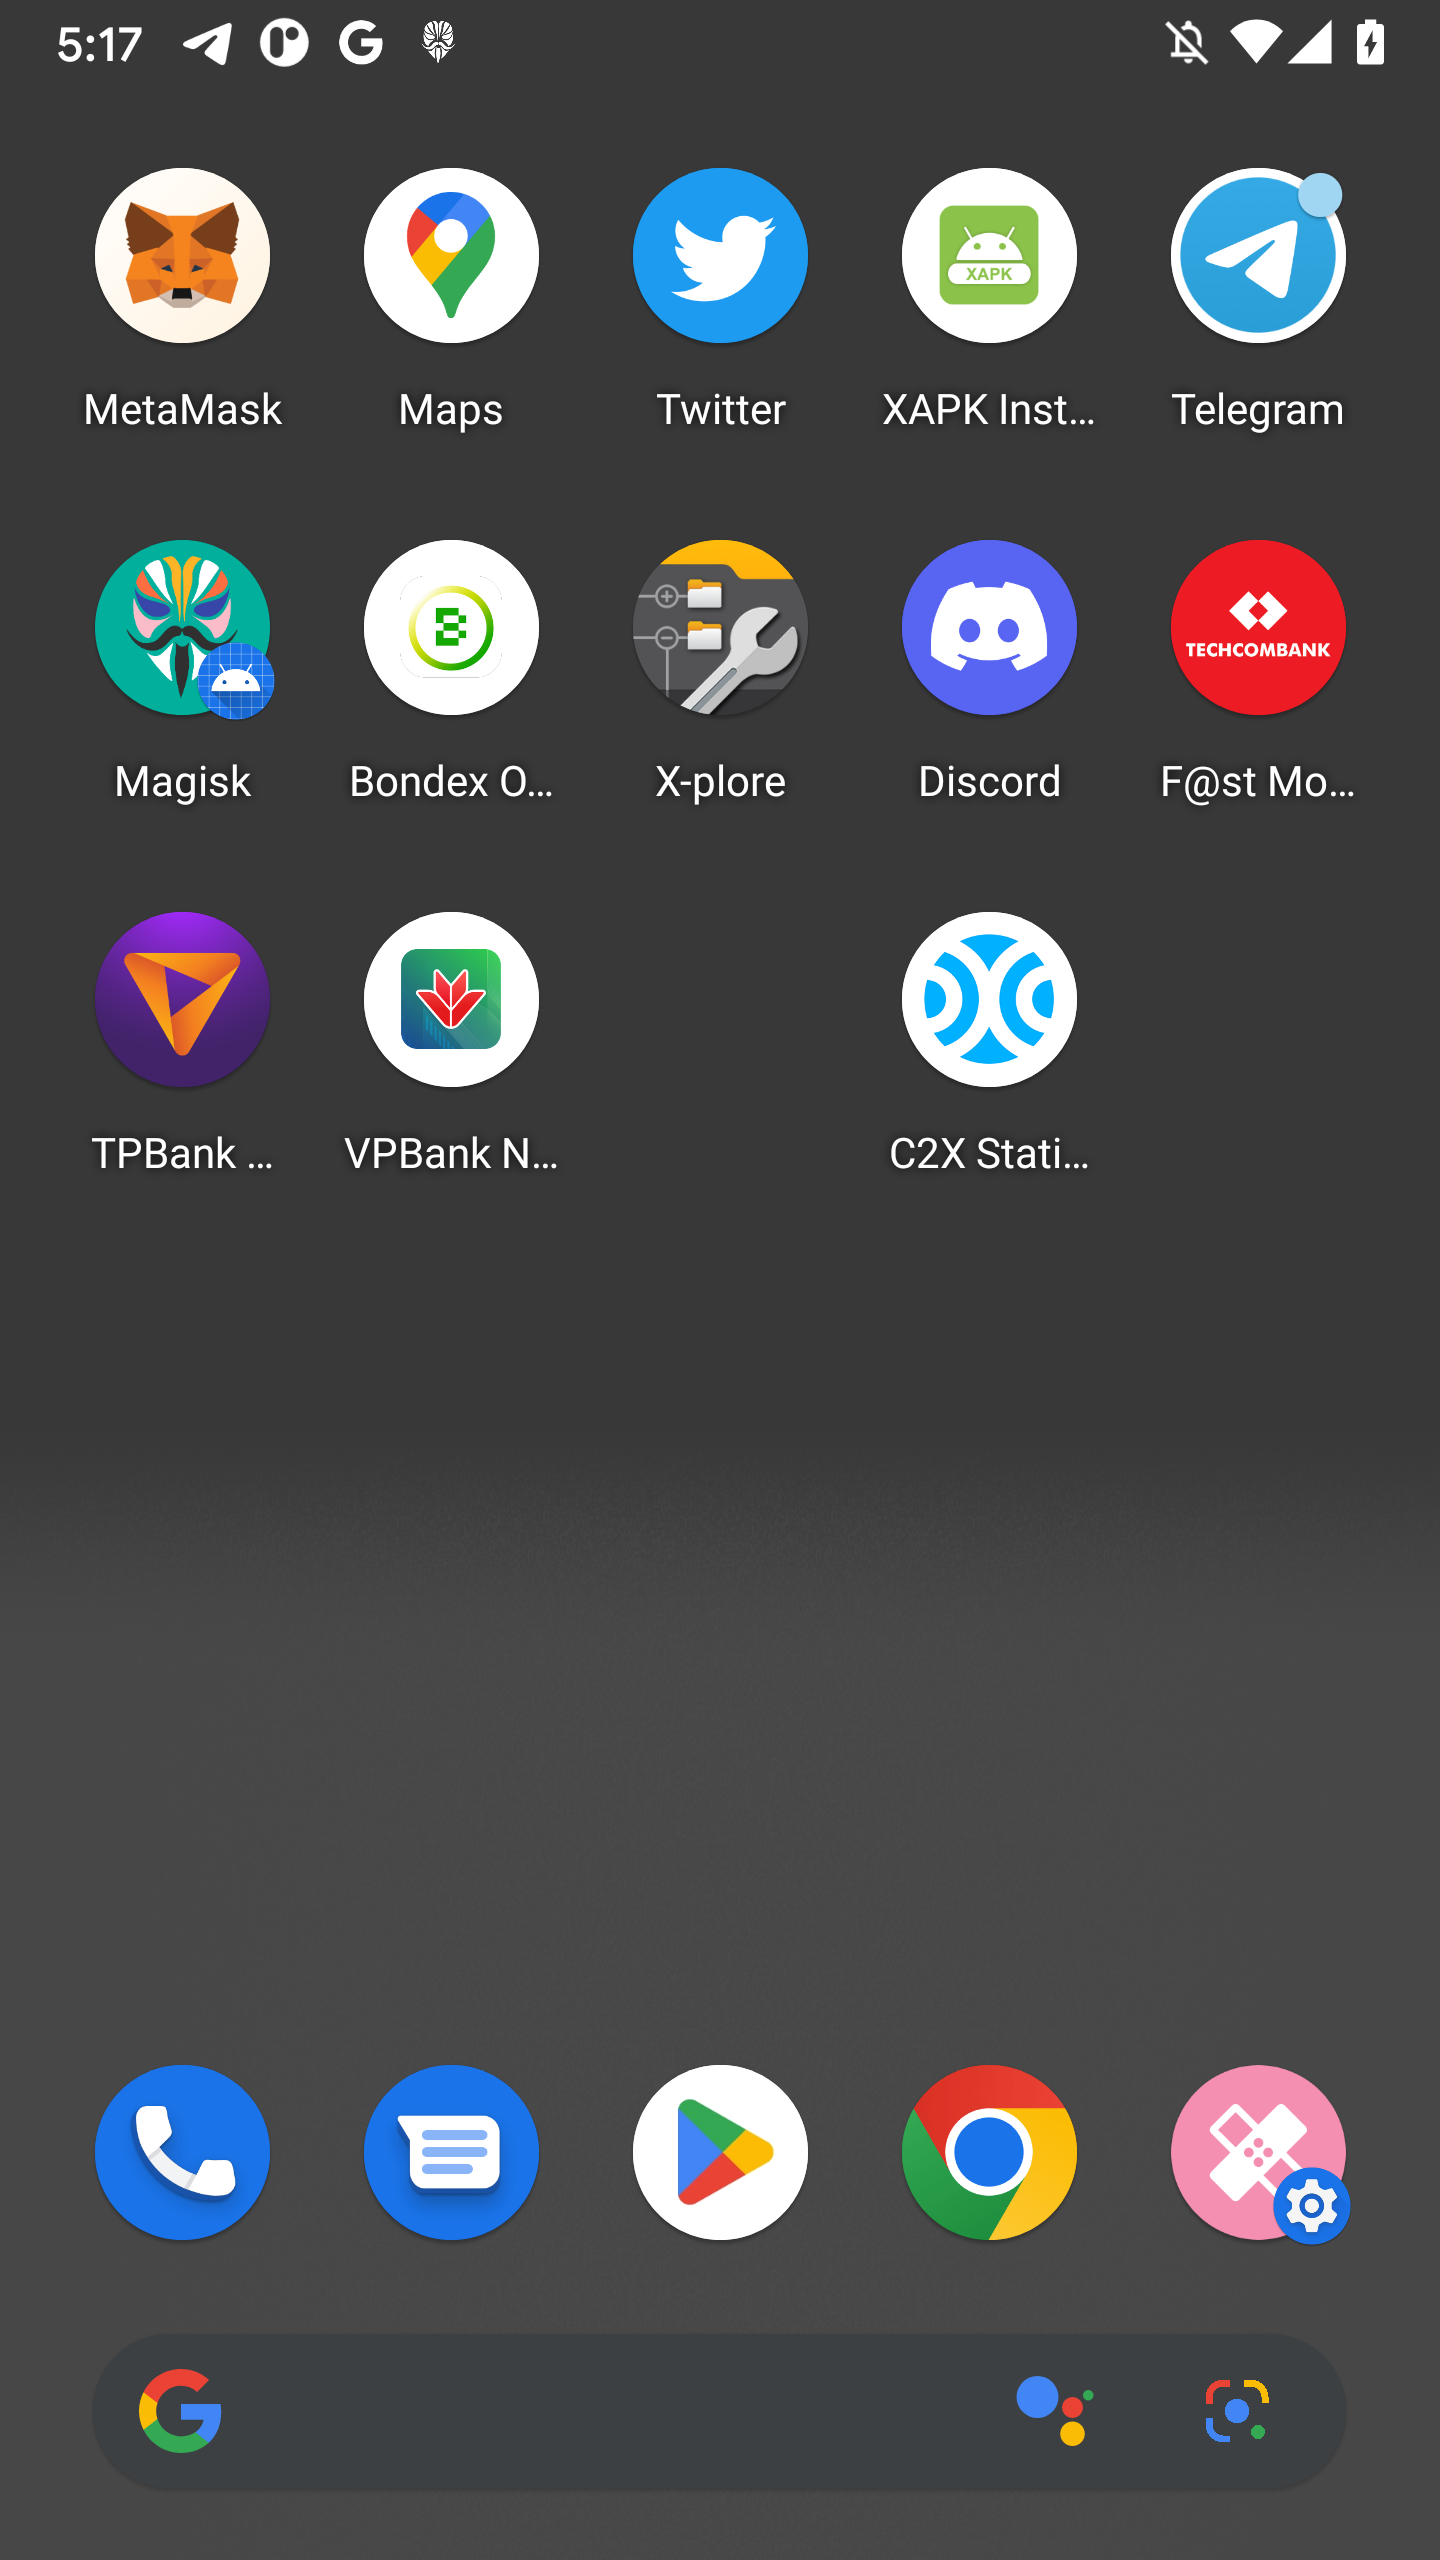 5:17
MetaMask Maps Twitter XAPK Inst… Telegram
XAPK
TECHCOMBANK
Magisk Bondex O… X-plore Discord F@st Mo…
TPBank … VPBank N… C2X Stati…